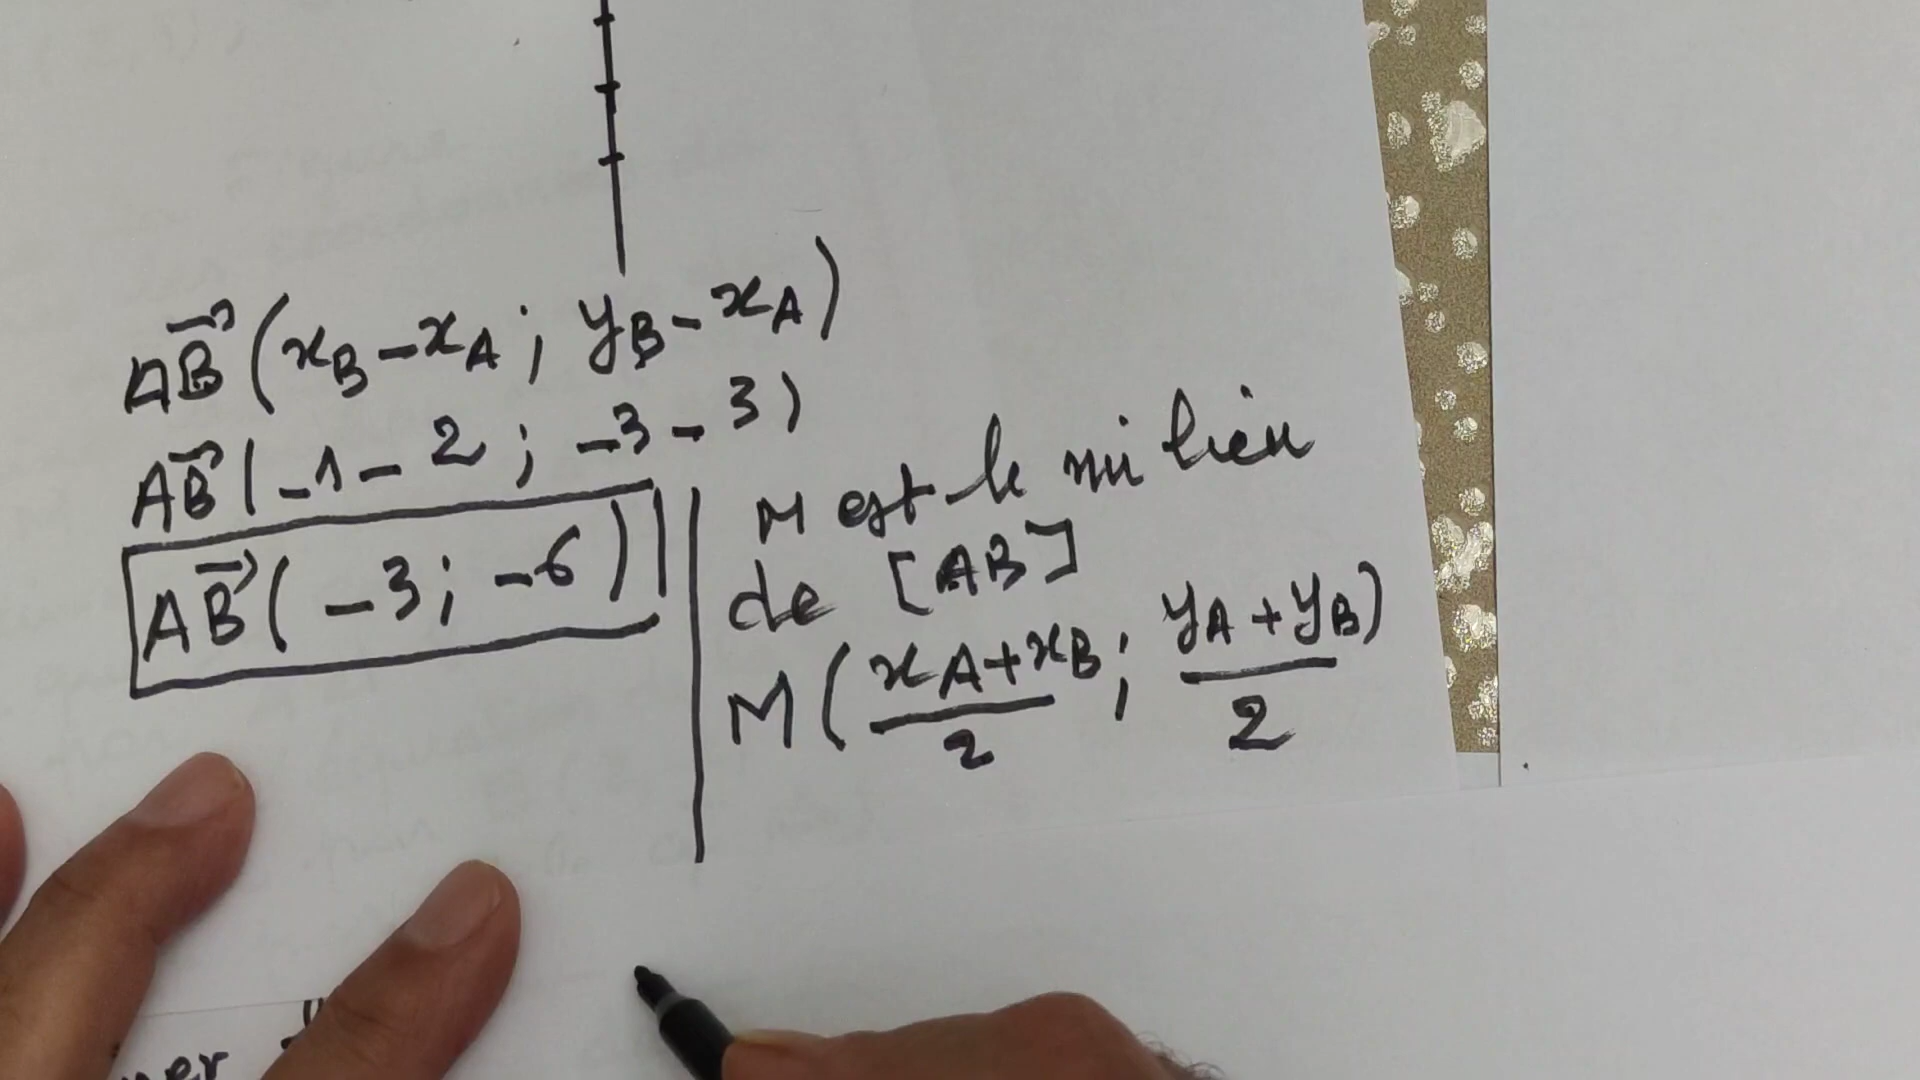 AB⃗ (xB - xA ; yB - xA)
AB⃗ (-1 - 2 ; -3 - 3)
AB⃗ (-3 ; -6)
M est le milieu
de [AB]
M ( (xA + xB)/2 ; (yA + yB)/2 )